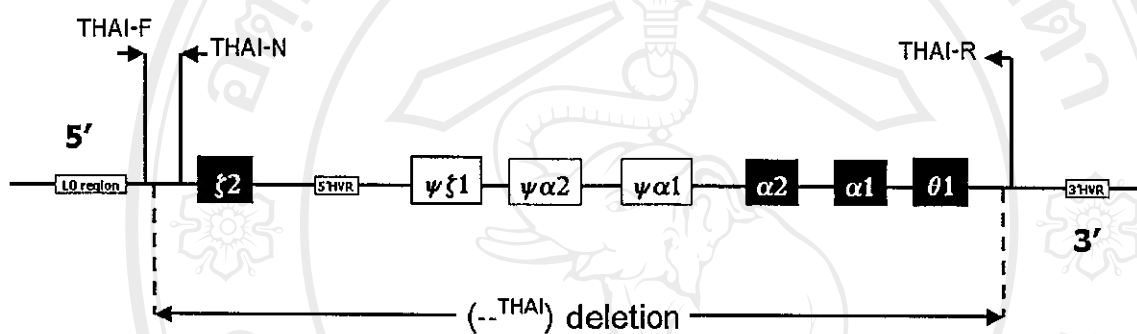 THAI-F
THAI-N
THAI-R
5'
L0 region
ζ2
5'HVR
ψζ1
ψα2
ψα1
α2
α1
θ1
3'HVR
3'
(--THAI) deletion